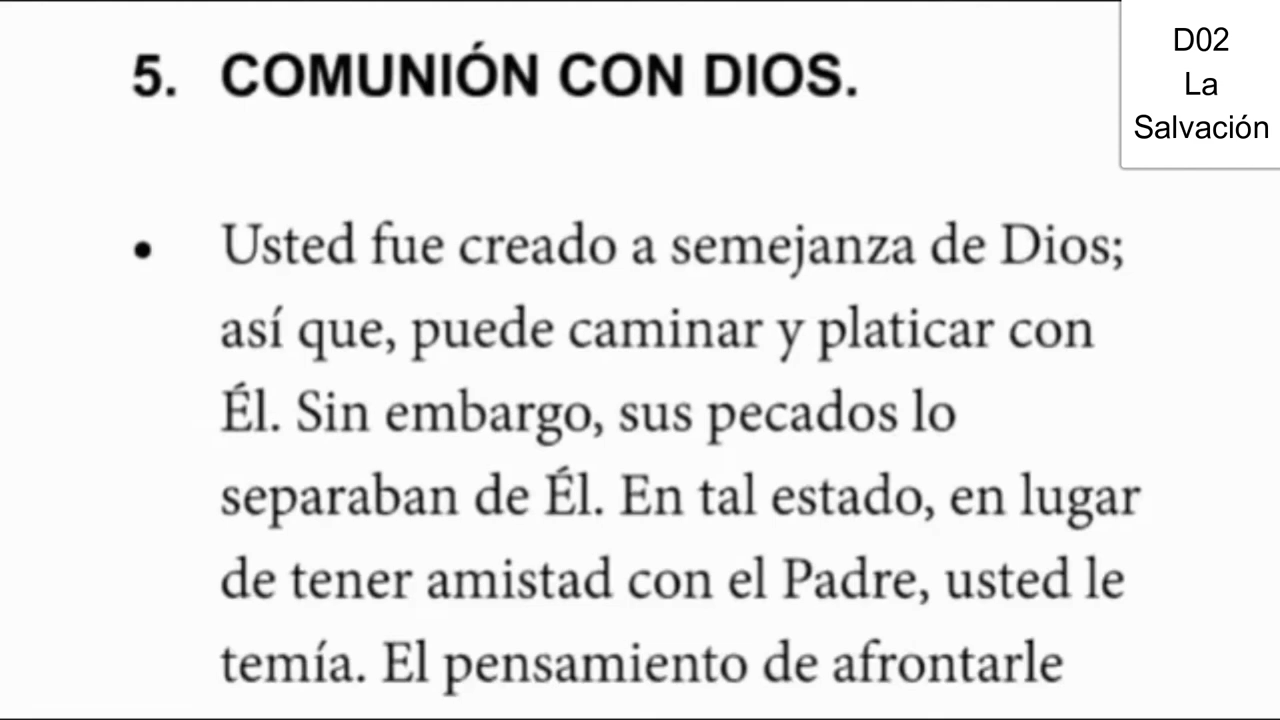 5. COMUNIÓN CON DIOS.
D02
La
Salvación
• Usted fue creado a semejanza de Dios;
así que, puede caminar y platicar con
Él. Sin embargo, sus pecados lo
separaban de Él. En tal estado, en lugar
de tener amistad con el Padre, usted le
temía. El pensamiento de afrontarle